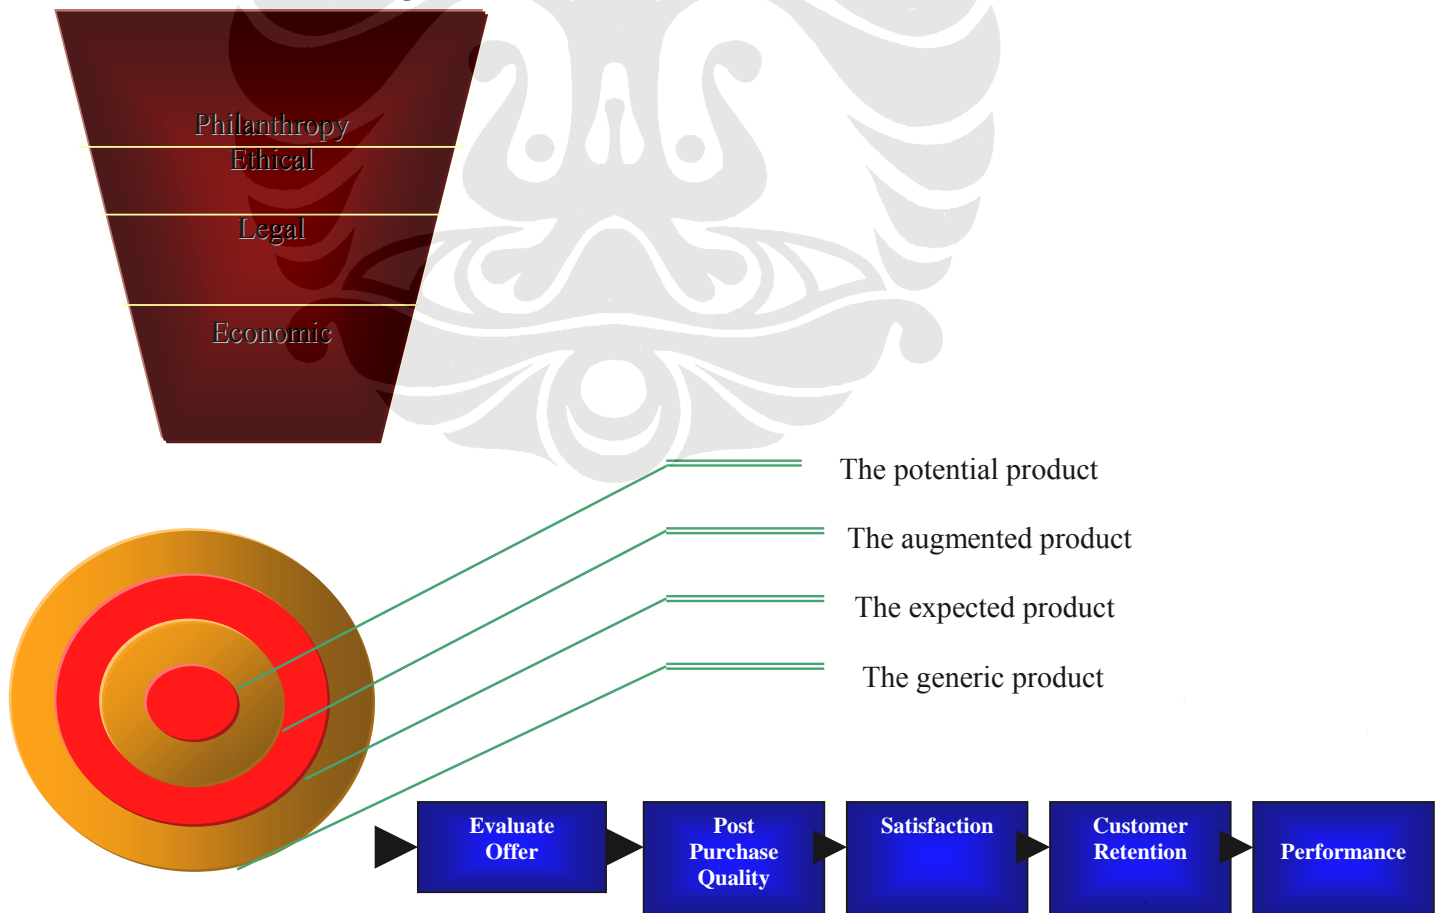 Philanthropy
Ethical
Legal
Economic
The potential product
The augmented product
The expected product
The generic product
Evaluate
Offer
Post
Purchase
Quality
Satisfaction
Customer
Retention
Performance